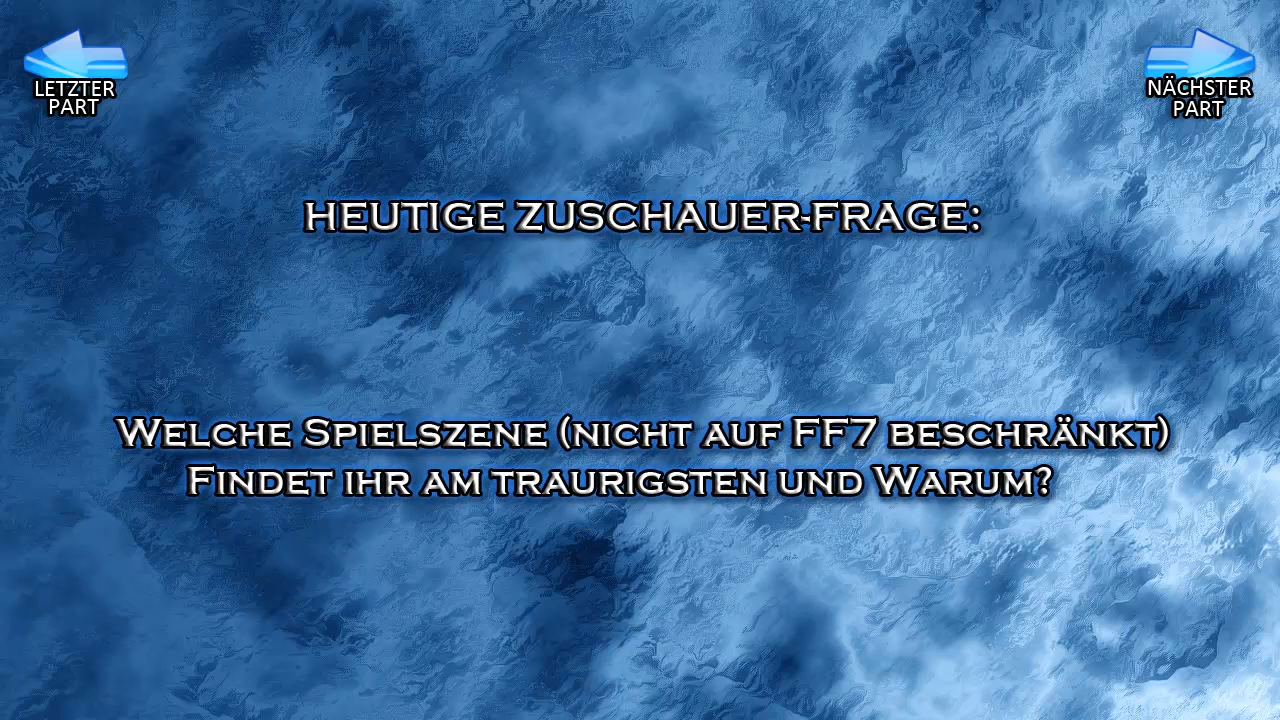 LETZTER
PART
NÄCHSTER
PART
HEUTIGE ZUSCHAUER-FRAGE:
WELCHE SPIELSZENE (NICHT AUF FF7 BESCHRÄNKT)
FINDET IHR AM TRAURIGSTEN UND WARUM?